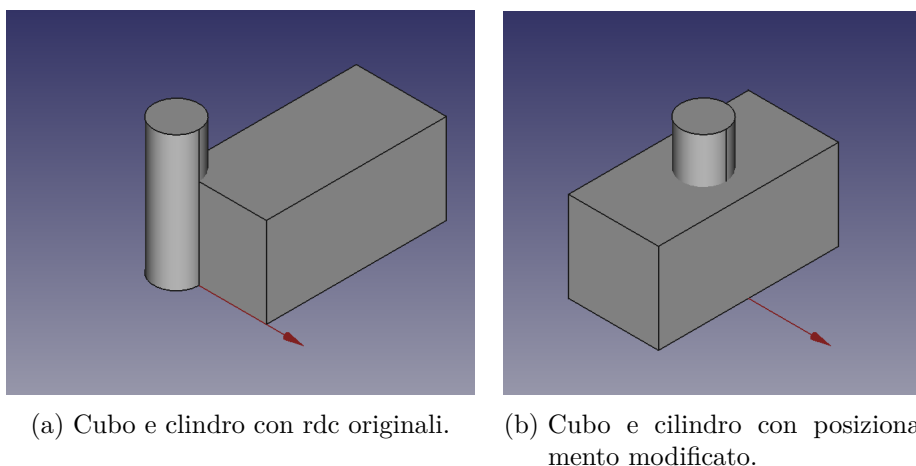 (a) Cubo e clindro con rdc originali.
(b) Cubo e cilindro con posiziona
mento modificato.